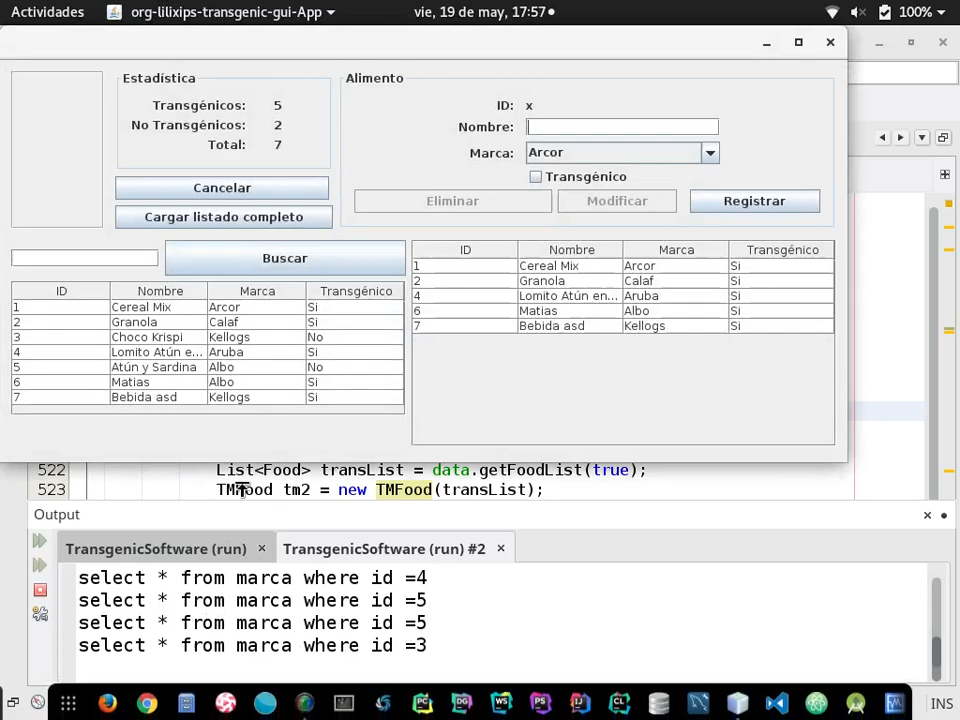 Actividades
org-lilixips-transgenic-gui-App
vie, 19 de may, 17:57
100%
Estadística
Transgénicos: 5
No Transgénicos: 2
Total: 7
Cancelar
Cargar listado completo
Alimento
ID: x
Nombre:
Marca: Arcor
Transgénico
Eliminar Modificar Registrar
Buscar
ID Nombre Marca Transgénico
1 Cereal Mix Arcor Si
2 Granola Calaf Si
3 Choco Krispi Kellogs No
4 Lomito Atún e... Aruba Si
5 Atún y Sardina Albo No
6 Matias Albo Si
7 Bebida asd Kellogs Si
ID Nombre Marca Transgénico
1 Cereal Mix Arcor Si
2 Granola Calaf Si
4 Lomito Atún en... Aruba Si
6 Matias Albo Si
7 Bebida asd Kellogs Si
522 List<Food> transList = data.getFoodList(true);
523 TMFood tm2 = new TMFood(transList);
Output
TransgenicSoftware (run) TransgenicSoftware (run) #2
select * from marca where id =4
select * from marca where id =5
select * from marca where id =5
select * from marca where id =3
PC DG WS PS IJ CL
INS